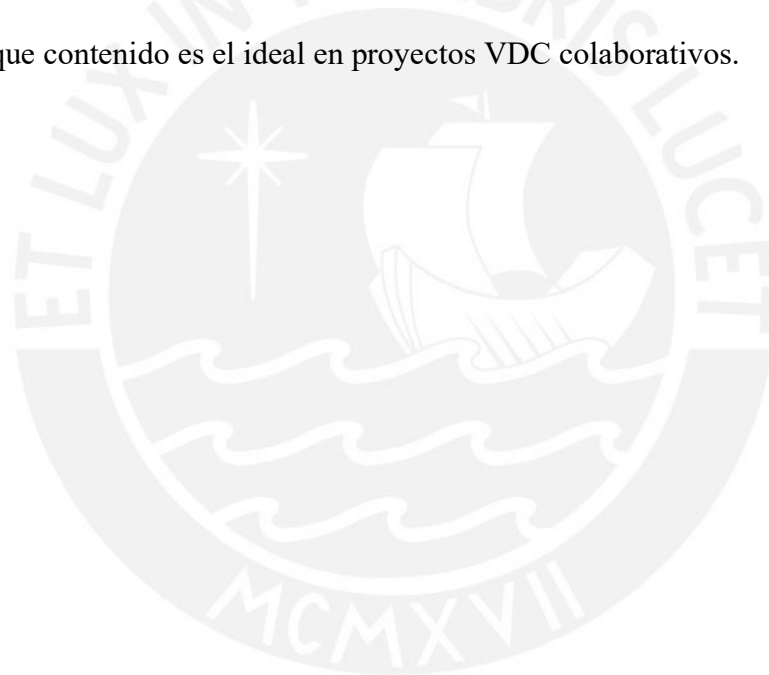 que contenido es el ideal en proyectos VDC colaborativos.
ET LUX IN TENEBRIS LUCET
MCMXVII